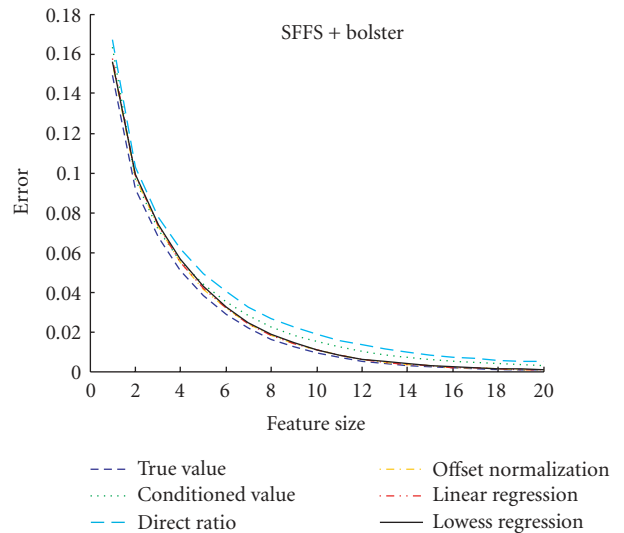 SFFS + bolster
Error
0.18
0.16
0.14
0.12
0.1
0.08
0.06
0.04
0.02
0
0 2 4 6 8 10 12 14 16 18 20
Feature size
True value
Conditioned value
Direct ratio
Offset normalization
Linear regression
Lowess regression